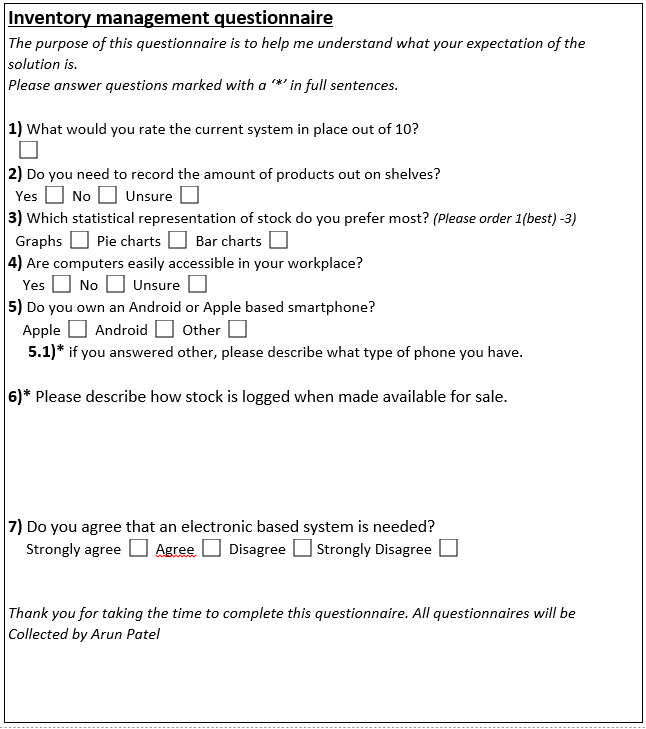 Inventory management questionnaire
The purpose of this questionnaire is to help me understand what your expectation of the
solution is.
Please answer questions marked with a ‘*’ in full sentences.
1) What would you rate the current system in place out of 10?
2) Do you need to record the amount of products out on shelves?
Yes No Unsure
3) Which statistical representation of stock do you prefer most? (Please order 1(best) -3)
Graphs Pie charts Bar charts
4) Are computers easily accessible in your workplace?
Yes No Unsure
5) Do you own an Android or Apple based smartphone?
Apple Android Other
5.1)* if you answered other, please describe what type of phone you have.
6)* Please describe how stock is logged when made available for sale.
7) Do you agree that an electronic based system is needed?
Strongly agree Agree Disagree Strongly Disagree
Thank you for taking the time to complete this questionnaire. All questionnaires will be
Collected by Arun Patel